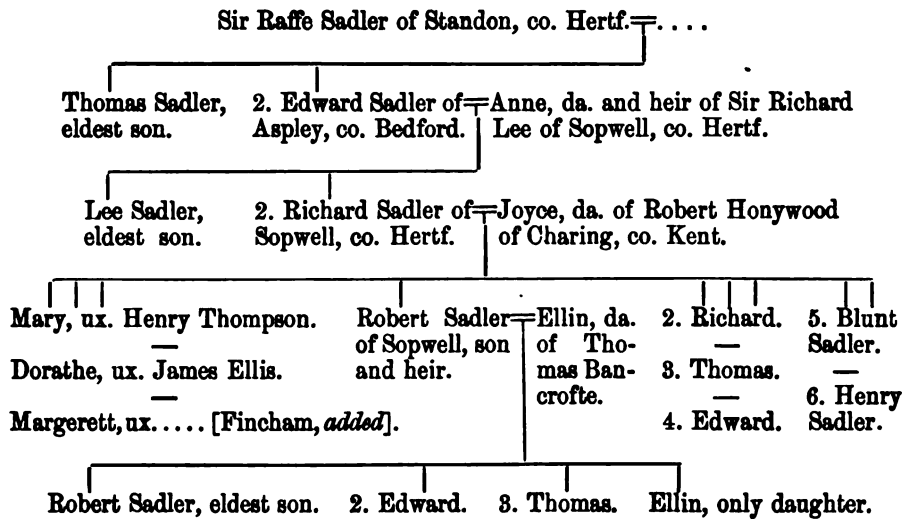 Sir Raffe Sadler of Standon, co. Hertf.=. . . .
Thomas Sadler,
eldest son.
2. Edward Sadler of=Anne, da. and heir of Sir Richard
Aspley, co. Bedford. Lee of Sopwell, co. Hertf.
Lee Sadler,
eldest son.
2. Richard Sadler of=Joyce, da. of Robert Honywood
Sopwell, co. Hertf. of Charing, co. Kent.
Mary, ux. Henry Thompson.
—
Dorathe, ux. James Ellis.
—
Margerett, ux. . . . . [Fincham, added].
Robert Sadler=
of Sopwell, son
and heir.
Ellin, da.
of Tho-
mas Ban-
crofte.
2. Richard.
—
3. Thomas.
—
4. Edward.
5. Blunt
Sadler.
—
6. Henry
Sadler.
Robert Sadler, eldest son. 2. Edward. 3. Thomas. Ellin, only daughter.